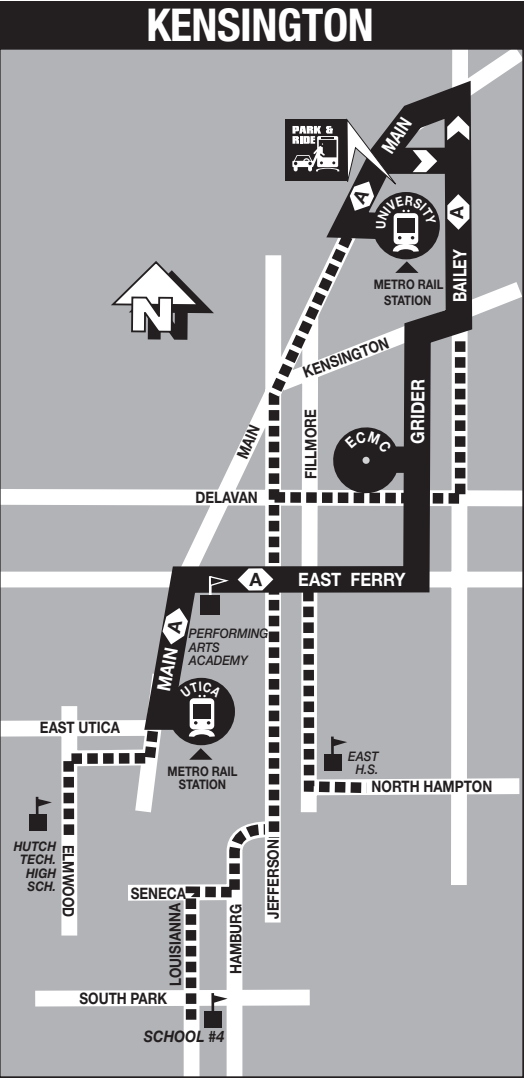 KENSINGTON
PARK &
RIDE
MAIN
A
UNIVERSITY
A
METRO RAIL
STATION
BAILEY
N
KENSINGTON
GRIDER
MAIN
FILLMORE
ECMC
DELAVAN
A
EAST FERRY
A
MAIN
PERFORMING
ARTS
ACADEMY
UTICA
EAST UTICA
METRO RAIL
STATION
EAST
H.S.
NORTH HAMPTON
HUTCH
TECH.
HIGH
SCH.
ELMWOOD
JEFFERSON
SENECA
LOUISIANNA
HAMBURG
SOUTH PARK
SCHOOL #4